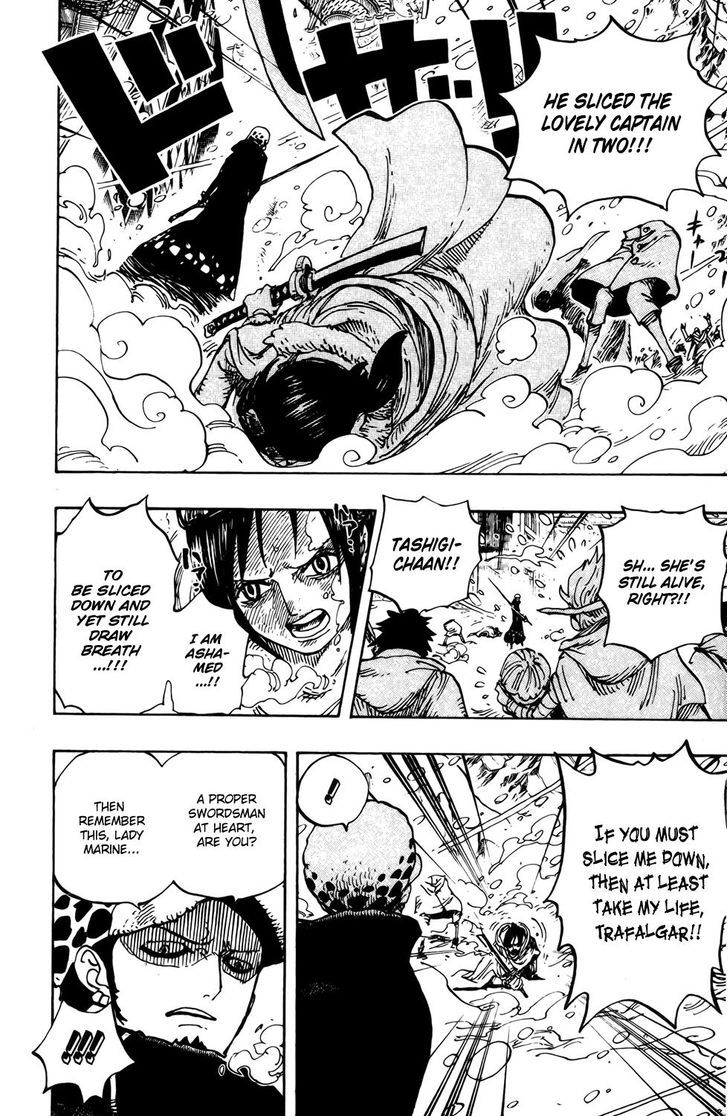 HE SLICED THE
LOVELY CAPTAIN
IN TWO!!!
ドサッ
SH... SHE'S
STILL ALIVE,
RIGHT?!!
TASHIGI-
CHAAN!!
I AM
ASHA-
MED
..!!
TO
BE SLICED
DOWN AND
YET STILL
DRAW
BREATH
...!!!
IF YOU MUST
SLICE ME DOWN,
THEN AT LEAST
TAKE MY LIFE,
TRAFALGAR!!
!
A PROPER
SWORDSMAN
AT HEART,
ARE YOU?
THEN
REMEMBER
THIS, LADY
MARINE...
!!!